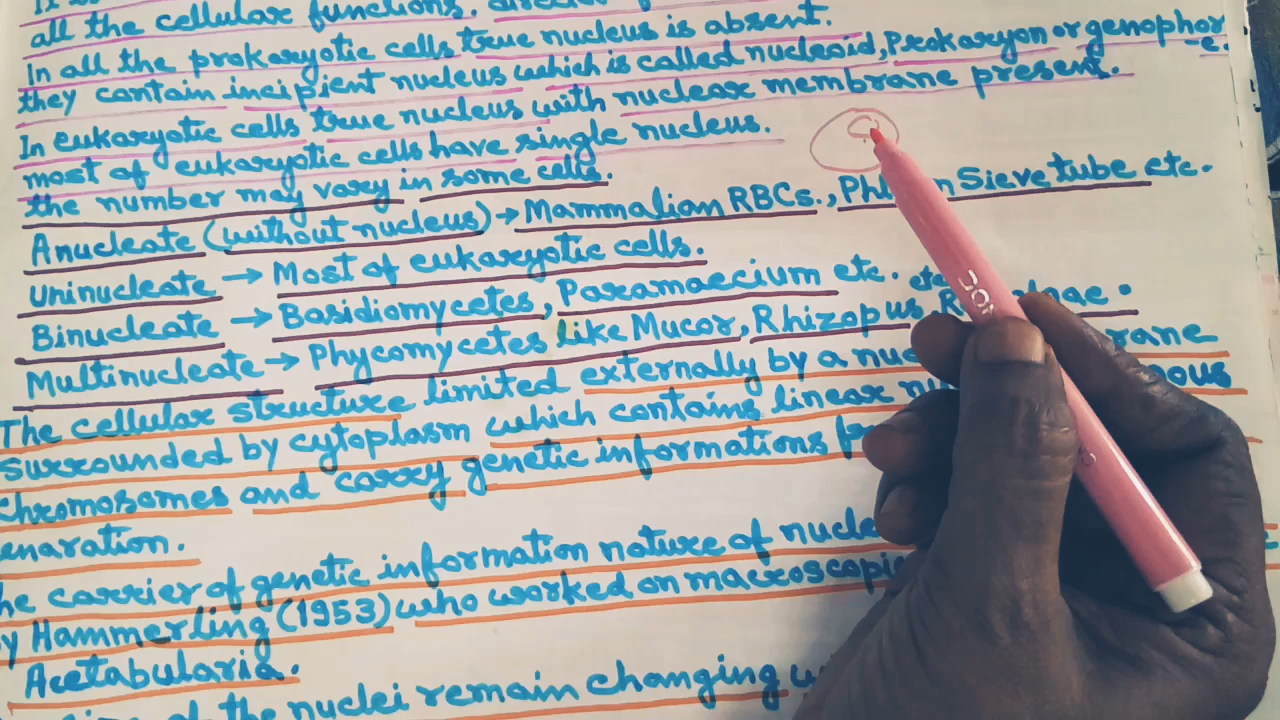 all the cellular functions.
In all the prokaryotic cells true nucleus is absent.
they contain incipient nucleus which is called nucleoid, Prokaryon or genophor
-e.
In eukaryotic cells true nucleus with nuclear membrane present.
most of eukaryotic cells have single nucleus.
the number may vary in some cells.
Anucleate (without nucleus) → Mammalian RBCs., Sieve tube etc.
Uninucleate → Most of eukaryotic cells.
Binucleate → Basidiomycetes, Paramaecium etc.
Multinucleate → Phycomycetes like Mucor, Rhizopus
The cellular structure limited externally by a
surrounded by cytoplasm which contains linear
chromosomes and carry genetic informations
enaration.
he carrier of genetic information nature of
y Hammerling (1953) who worked on
Acetabularia.
of the nuclei remain changing